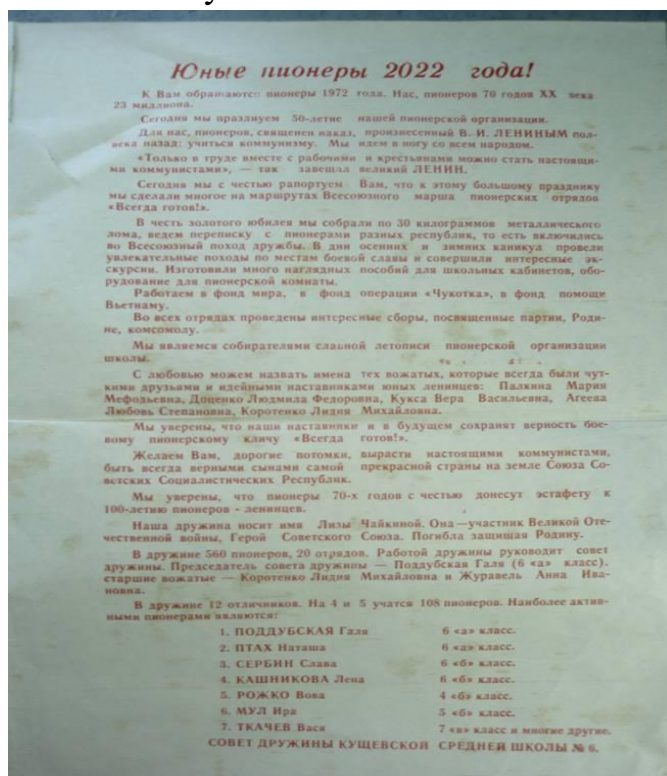 Юные пионеры 2022 года!
К Вам обращаются пионеры 1972 года. Нас, пионеров 70 годов XX века
23 миллиона.
Сегодня мы празднуем 50-летие нашей пионерской организации.
Для нас, пионеров, священен наказ, произнесенный В. И. ЛЕНИНЫМ пол-
века назад: учиться коммунизму. Мы идем в ногу со всем народом.
«Только в труде вместе с рабочими и крестьянами можно стать настоящи-
ми коммунистами», — так завещал великий ЛЕНИН.
Сегодня мы с честью рапортуем Вам, что к этому большому празднику
мы сделали многое на маршрутах Всесоюзного марша пионерских отрядов
«Всегда готов!».
В честь золотого юбилея мы собрали по 30 килограммов металлического
лома, ведем переписку с пионерами разных республик, то есть включились
во Всесоюзный поход дружбы. В дни осенних и зимних каникул провели
увлекательные походы по местам боевой славы и совершили интересные эк-
скурсии. Изготовили много наглядных пособий для школьных кабинетов, обо-
рудование для пионерской комнаты.
Работаем в фонд мира, в фонд операции «Чукотка», в фонд помощи
Вьетнаму.
Во всех отрядах проведены интересные сборы, посвященные партии, Роди-
не, комсомолу.
Мы являемся собирателями славной летописи пионерской организации
школы.
С любовью можем назвать имена тех вожатых, которые всегда были чут-
кими друзьями и идейными наставниками юных ленинцев: Палкина Мария
Мефодьевна, Доценко Людмила Федоровна, Кукса Вера Васильевна, Агеева
Любовь Степановна, Коротенко Лидия Михайловна.
Мы уверены, что наши наставники и в будущем сохранят верность бое-
вому пионерскому кличу «Всегда готов!».
Желаем Вам, дорогие потомки, вырасти настоящими коммунистами,
быть всегда верными сынами самой прекрасной страны на земле Союза Со-
ветских Социалистических Республик.
Мы уверены, что пионеры 70-х годов с честью донесут эстафету к
100-летию пионеров - ленинцев.
Наша дружина носит имя Лизы Чайкиной. Она — участник Великой Оте-
чественной войны, Герой Советского Союза. Погибла защищая Родину.
В дружине 560 пионеров, 20 отрядов. Работой дружины руководит совет
дружины. Председатель совета дружины — Поддубская Галя (6 «а» класс).
старшие вожатые — Коротенко Лидия Михайловна и Журавель Анна Ива-
новна.
В дружине 12 отличников. На 4 и 5 учатся 108 пионеров. Наиболее актив-
ными пионерами являются:
1. ПОДДУБСКАЯ Галя 6 «а» класс.
2. ПТАХ Наташа 6 «а» класс.
3. СЕРБИН Слава 6 «б» класс.
4. КАШНИКОВА Лена 6 «б» класс.
5. РОЖКО Вова 4 «б» класс.
6. МУЛ Ира 5 «б» класс.
7. ТКАЧЕВ Вася 7 «в» класс и многие другие.
СОВЕТ ДРУЖИНЫ КУЩЕВСКОЙ СРЕДНЕЙ ШКОЛЫ № 6.